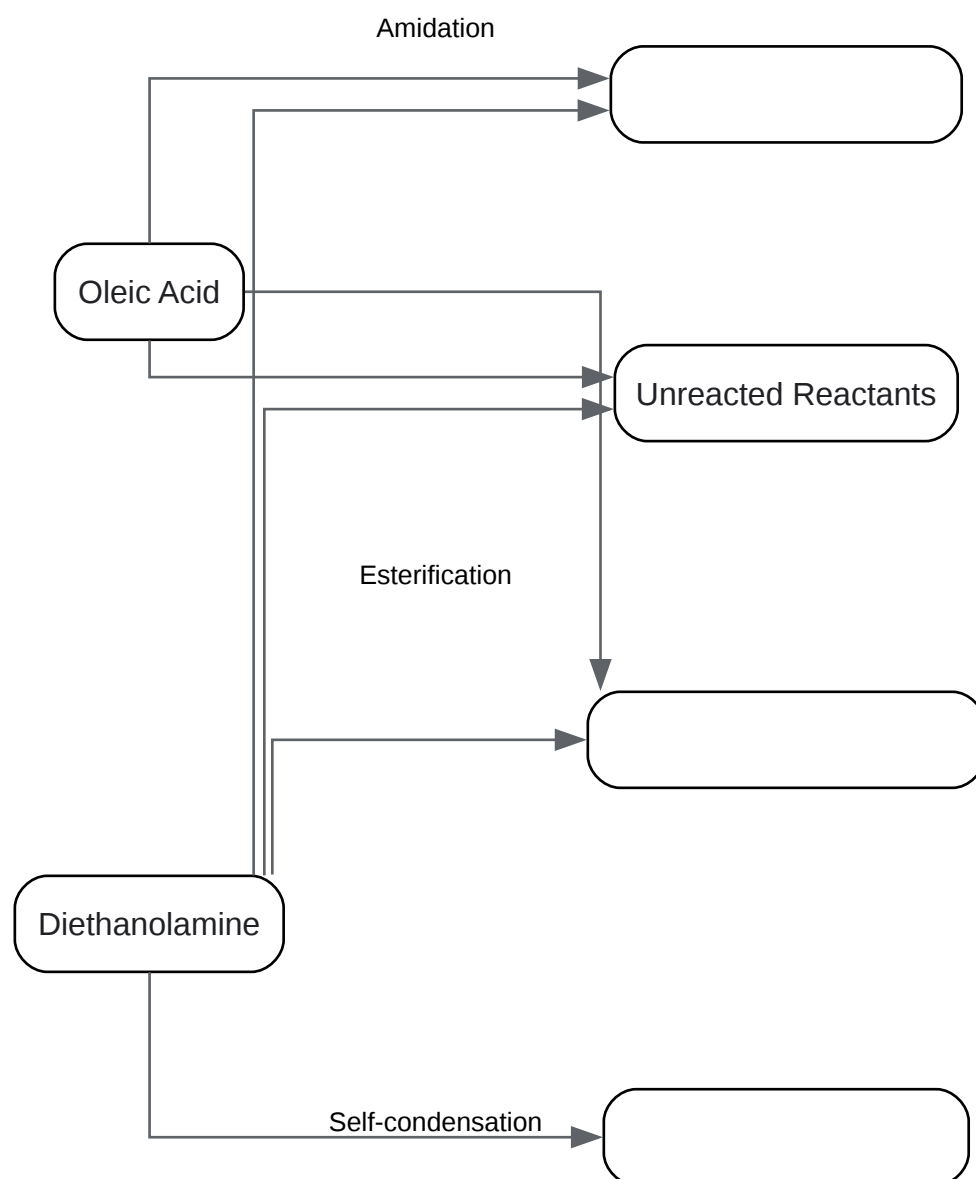 Amidation
Oleic Acid
Unreacted Reactants
Esterification
Diethanolamine
Self-condensation